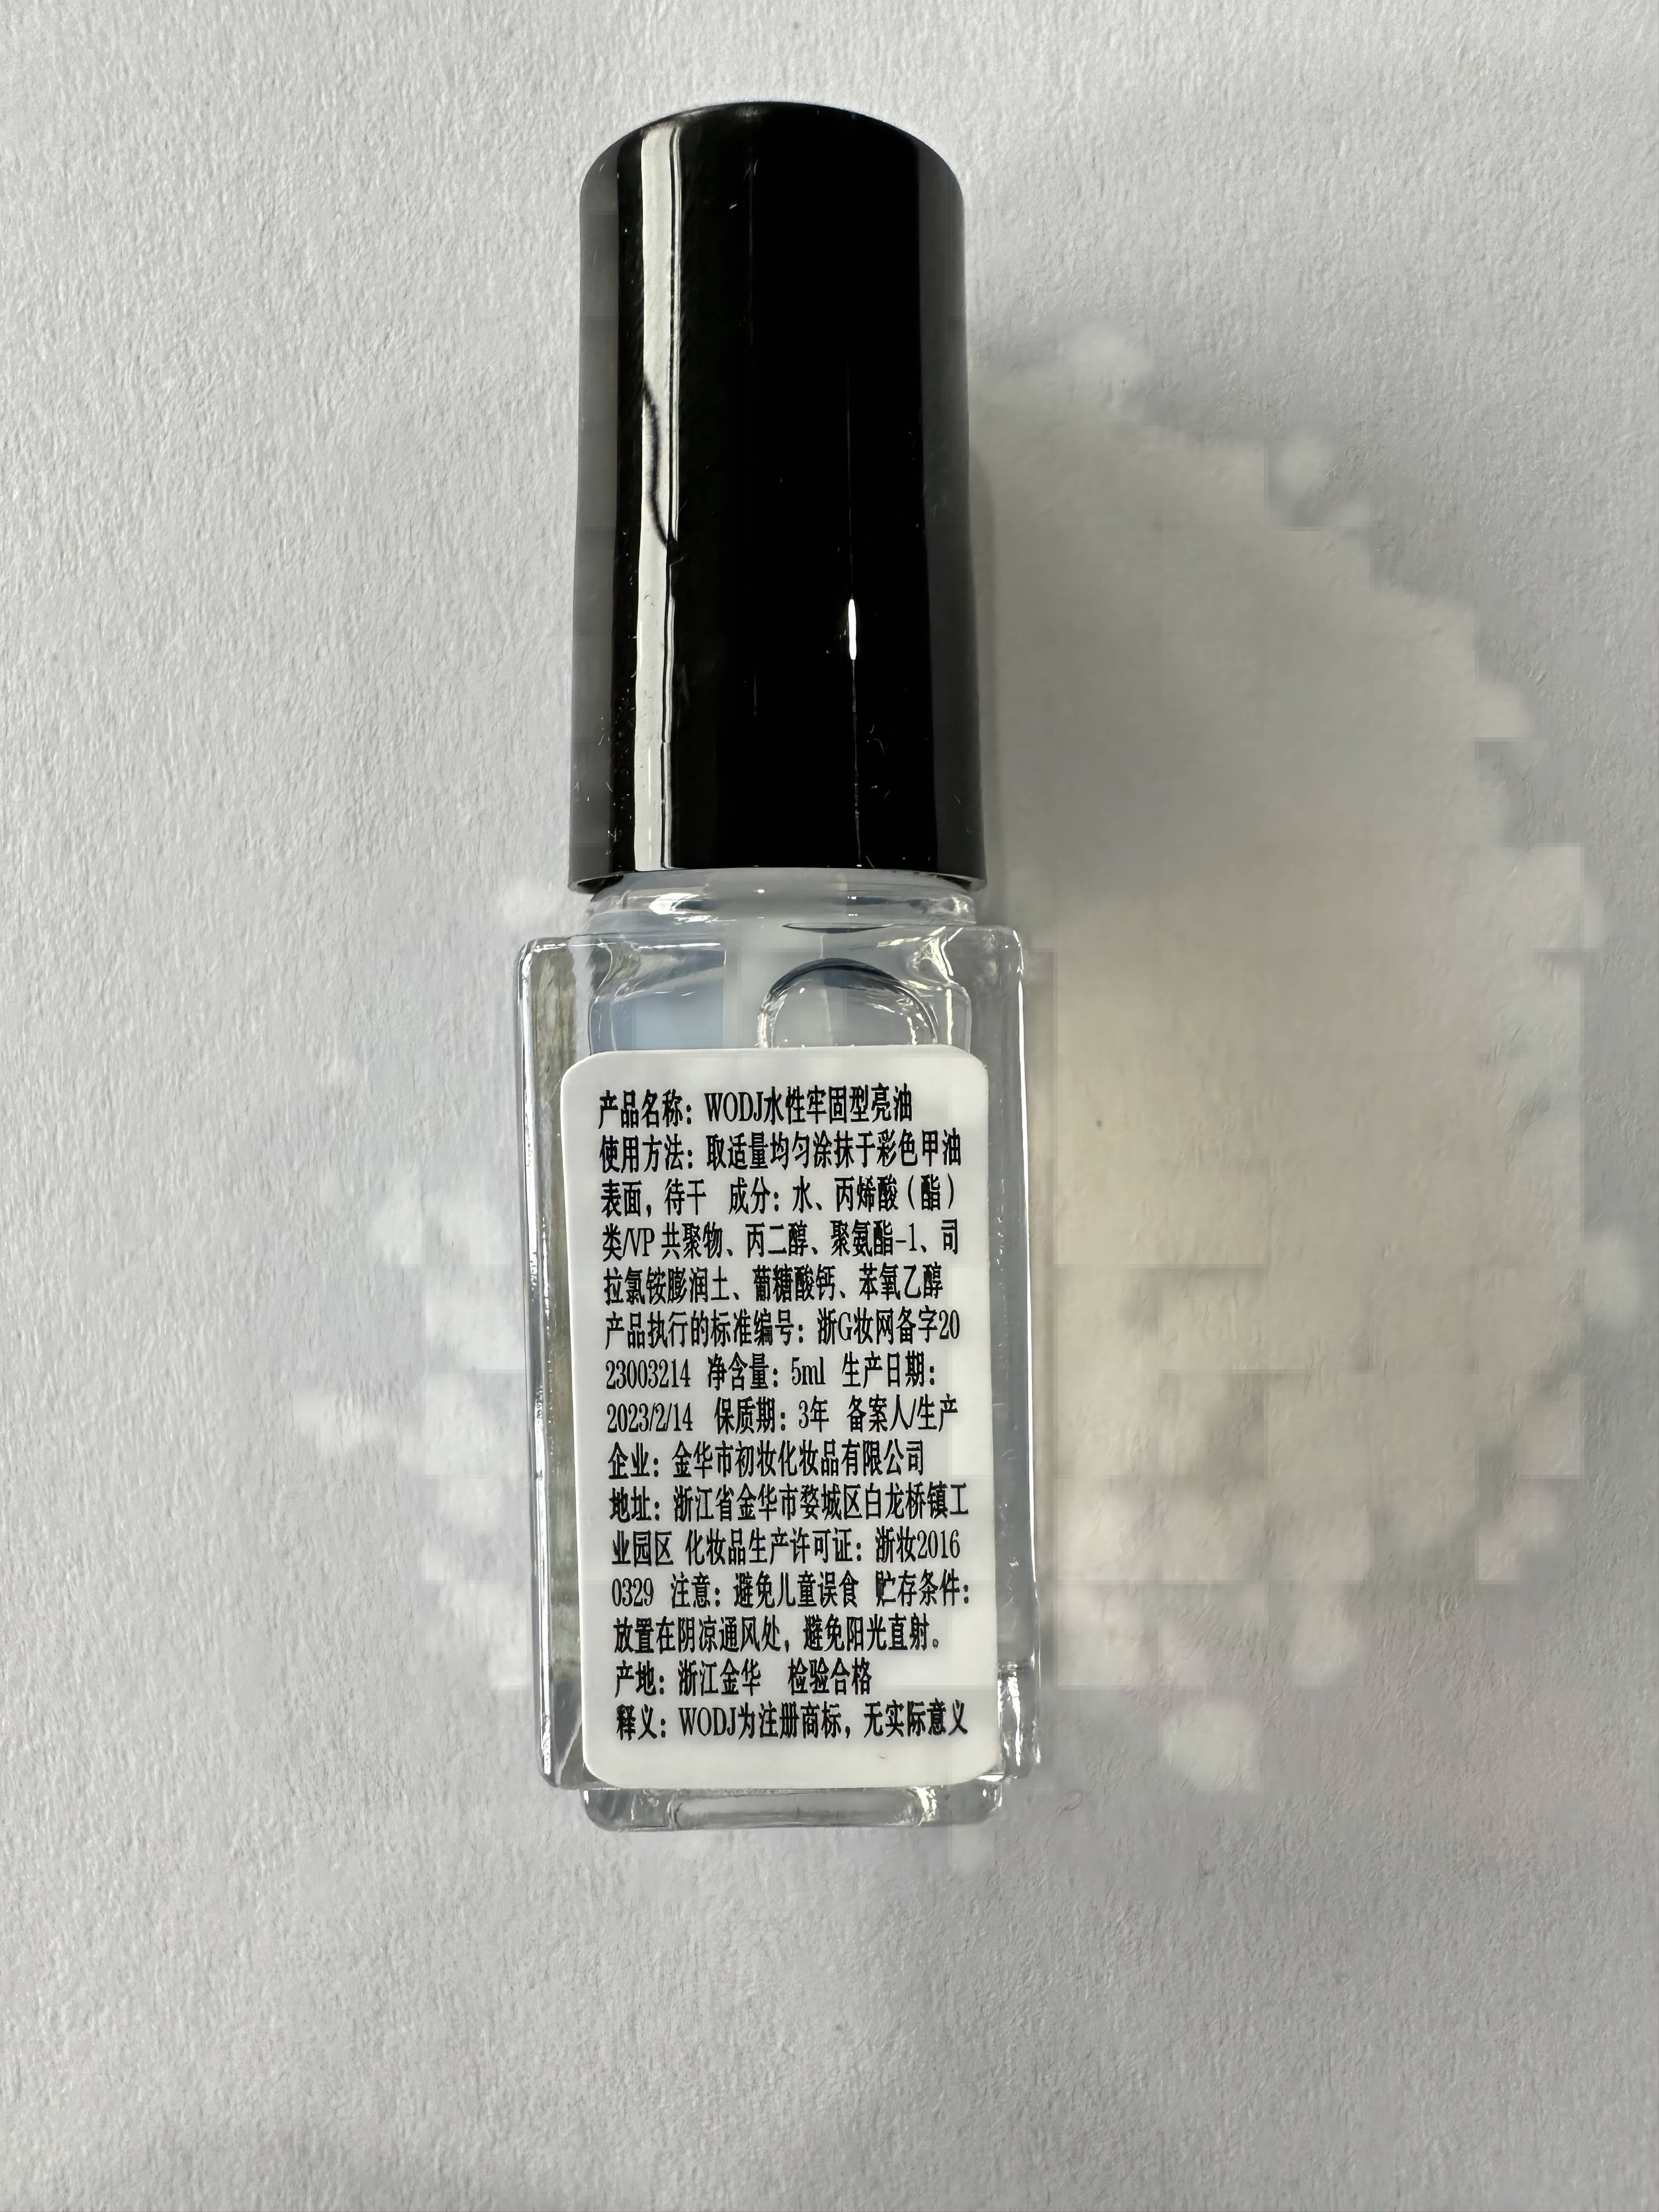 产品名称：WODJ水性牢固型亮油
使用方法：取适量均匀涂抹于彩色甲油
表面，待干 成分：水、丙烯酸（酯）
类/VP 共聚物、丙二醇、聚氨酯-1、司
拉氯铵膨润土、葡糖酸钙、苯氧乙醇
产品执行的标准编号：浙G妆网备字20
23003214 净含量：5ml 生产日期：
2023/2/14 保质期：3年 备案人/生产
企业：金华市初妆化妆品有限公司
地址：浙江省金华市婺城区白龙桥镇工
业园区 化妆品生产许可证：浙妆2016
0329 注意：避免儿童误食 贮存条件：
放置在阴凉通风处，避免阳光直射。
产地：浙江金华 检验合格
释义：WODJ为注册商标，无实际意义